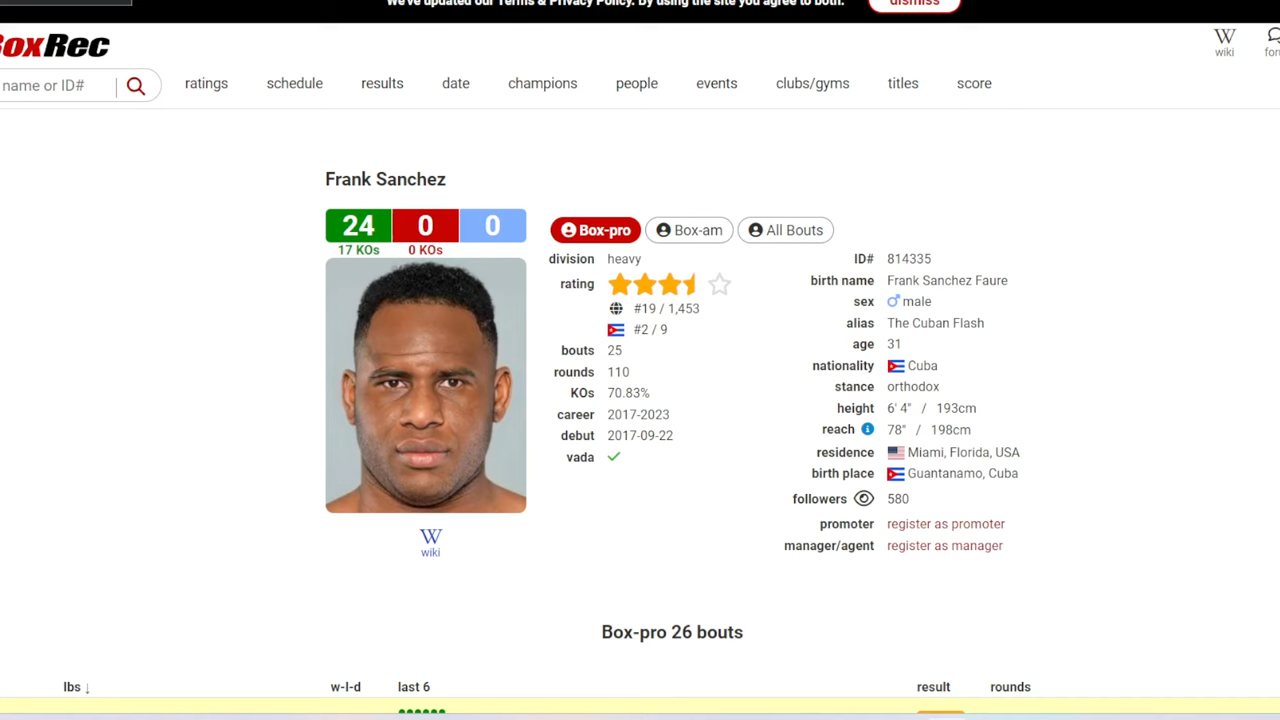 We've updated our Terms & Privacy Policy. By using the site you agree to both. dismiss
BoxRec
wiki
name or ID# ratings schedule results date champions people events clubs/gyms titles score
Frank Sanchez
24 0 0
17 KOs 0 KOs
Box-pro Box-am All Bouts
division heavy
rating
#19 / 1,453
#2 / 9
bouts 25
rounds 110
KOs 70.83%
career 2017-2023
debut 2017-09-22
vada
ID# 814335
birth name Frank Sanchez Faure
sex male
alias The Cuban Flash
age 31
nationality Cuba
stance orthodox
height 6' 4" / 193cm
reach 78" / 198cm
residence Miami, Florida, USA
birth place Guantanamo, Cuba
followers 580
promoter register as promoter
manager/agent register as manager
W
wiki
Box-pro 26 bouts
lbs ↓ w-l-d last 6 result rounds